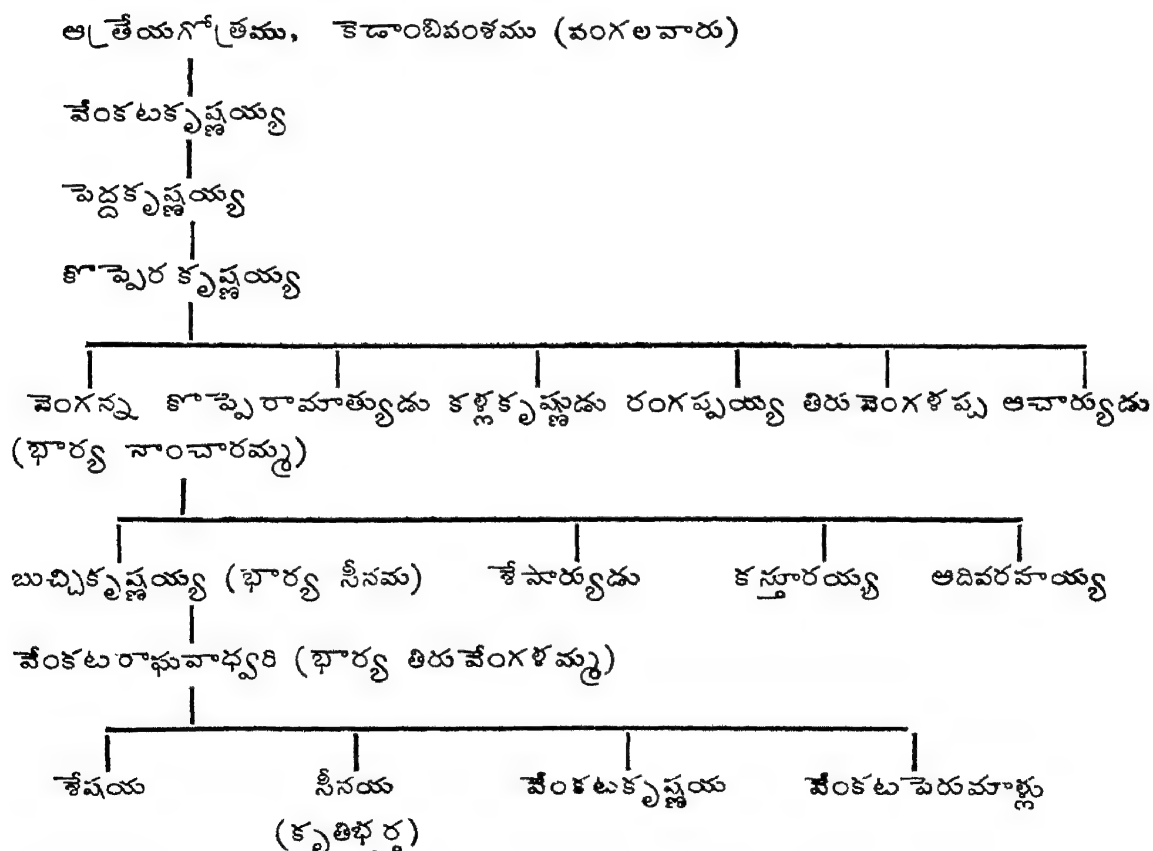 ఆత్రేయగోత్రము, కెడాంబివంశము (వంగలవారు)
వేంకటకృష్ణయ్య
పెద్దకృష్ణయ్య
కొప్పెర కృష్ణయ్య
వెంగన్న కొప్పెరామాత్యుడు కళ్లకృష్ణుడు రంగప్పయ్య తిరువెంగళప్ప ఆచార్యుడు
(భార్య నాంచారమ్మ)
బుచ్చికృష్ణయ్య (భార్య సీనమ) శేషార్యుడు కస్తూరయ్య ఆదివరహయ్య
వేంకటరాఘవాధ్వరి (భార్య తిరువేంగళమ్మ)
శేషయ సీనయ వేంకటకృష్ణయ వేంకటపెరుమాళ్లు
(కృతిభర్త)